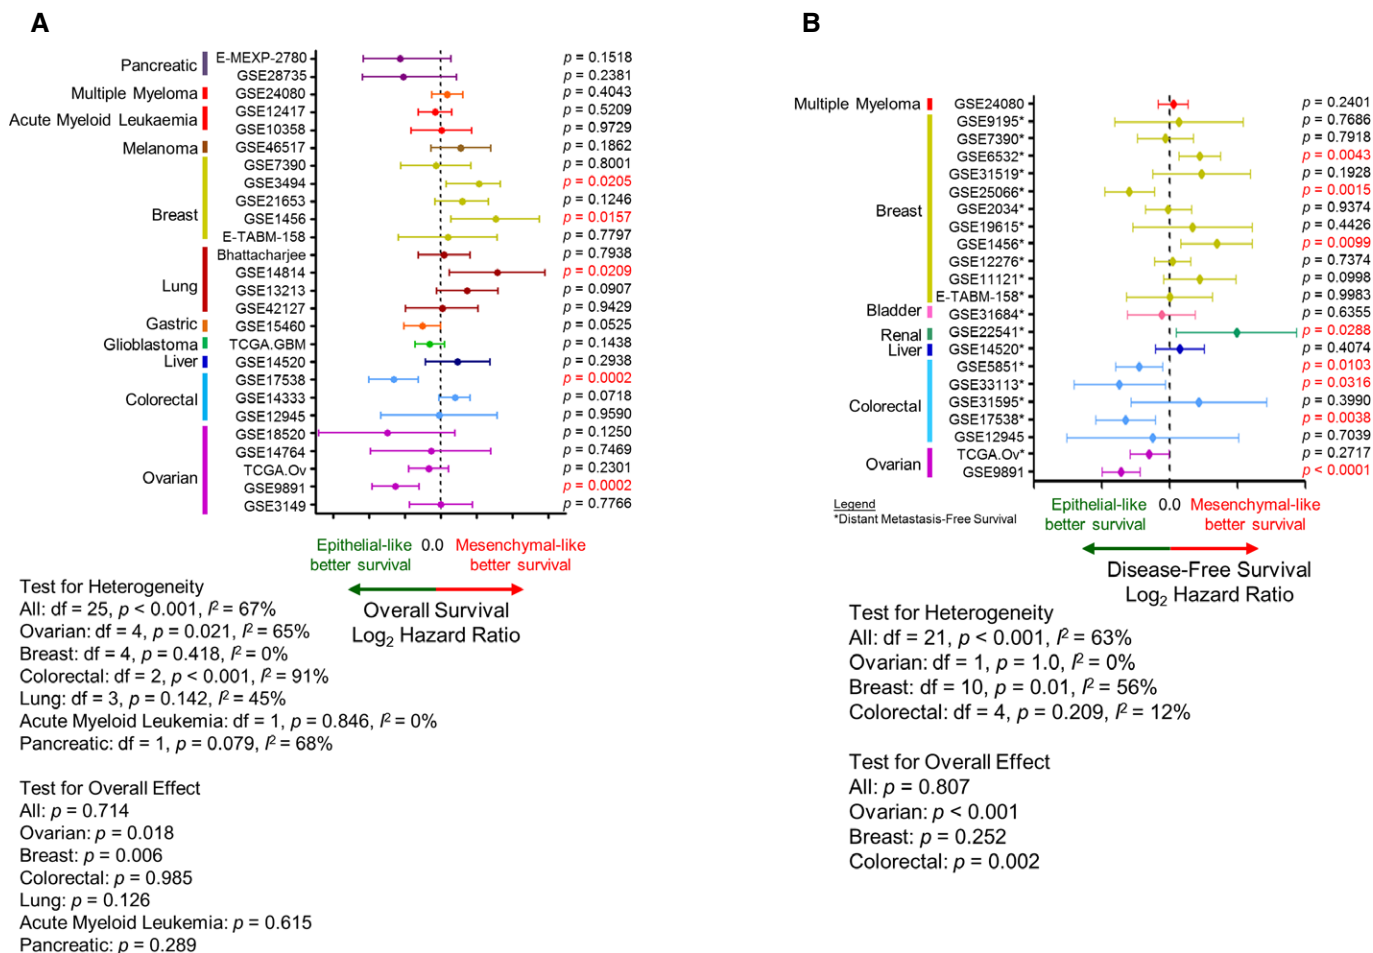 A
Pancreatic
E-MEXP-2780
p = 0.1518
GSE28735
p = 0.2381
Multiple Myeloma
GSE24080
p = 0.4043
Acute Myeloid Leukaemia
GSE12417
p = 0.5209
GSE10358
p = 0.9729
Melanoma
GSE46517
p = 0.1862
Breast
GSE7390
p = 0.8001
GSE3494
p = 0.0205
GSE21653
p = 0.1246
GSE1456
p = 0.0157
E-TABM-158
p = 0.7797
Lung
Bhattacharjee
p = 0.7938
GSE14814
p = 0.0209
GSE13213
p = 0.0907
GSE42127
p = 0.9429
Gastric
GSE15460
p = 0.0525
Glioblastoma
TCGA.GBM
p = 0.1438
Liver
GSE14520
p = 0.2938
Colorectal
GSE17538
p = 0.0002
GSE14333
p = 0.0718
GSE12945
p = 0.9590
Ovarian
GSE18520
p = 0.1250
GSE14764
p = 0.7469
TCGA.Ov
p = 0.2301
GSE9891
p = 0.0002
GSE3149
p = 0.7766
Epithelial-like
better survival
0.0
Mesenchymal-like
better survival
Overall Survival
Log2 Hazard Ratio
Test for Heterogeneity
All: df = 25, p < 0.001, I² = 67%
Ovarian: df = 4, p = 0.021, I² = 65%
Breast: df = 4, p = 0.418, I² = 0%
Colorectal: df = 2, p < 0.001, I² = 91%
Lung: df = 3, p = 0.142, I² = 45%
Acute Myeloid Leukemia: df = 1, p = 0.846, I² = 0%
Pancreatic: df = 1, p = 0.079, I² = 68%
Test for Overall Effect
All: p = 0.714
Ovarian: p = 0.018
Breast: p = 0.006
Colorectal: p = 0.985
Lung: p = 0.126
Acute Myeloid Leukemia: p = 0.615
Pancreatic: p = 0.289
B
Multiple Myeloma
GSE24080
p = 0.2401
Breast
GSE9195*
p = 0.7686
GSE7390*
p = 0.7918
GSE6532*
p = 0.0043
GSE31519*
p = 0.1928
GSE25066*
p = 0.0015
GSE2034*
p = 0.9374
GSE19615*
p = 0.4426
GSE1456*
p = 0.0099
GSE12276*
p = 0.7374
GSE11121*
p = 0.0998
E-TABM-158*
p = 0.9983
Bladder
GSE31684*
p = 0.6355
Renal
GSE22541*
p = 0.0288
Liver
GSE14520*
p = 0.4074
Colorectal
GSE5851*
p = 0.0103
GSE33113*
p = 0.0316
GSE31595*
p = 0.3990
GSE17538*
p = 0.0038
GSE12945
p = 0.7039
Ovarian
TCGA.Ov*
p = 0.2717
GSE9891
p < 0.0001
Legend
*Distant Metastasis-Free Survival
Epithelial-like
better survival
0.0
Mesenchymal-like
better survival
Disease-Free Survival
Log2 Hazard Ratio
Test for Heterogeneity
All: df = 21, p < 0.001, I² = 63%
Ovarian: df = 1, p = 1.0, I² = 0%
Breast: df = 10, p = 0.01, I² = 56%
Colorectal: df = 4, p = 0.209, I² = 12%
Test for Overall Effect
All: p = 0.807
Ovarian: p < 0.001
Breast: p = 0.252
Colorectal: p = 0.002